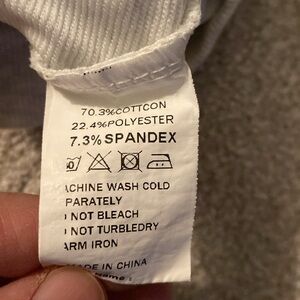 70.3%COTTCON
22.4%POLYESTER
7.3%SPANDEX
ACHINE WASH COLD
PARATELY
NOT BLEACH
NOT TURBLEDRY
ARM IRON
ADE IN CHINA